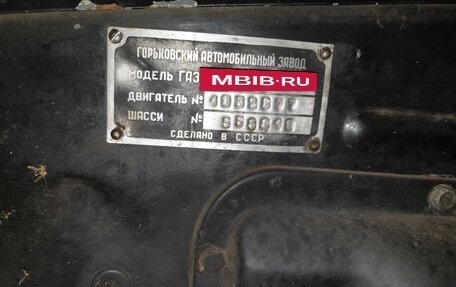 ГОРЬКОВСКИЙ АВТОМОБИЛЬНЫЙ ЗАВОД
МОДЕЛЬ ГАЗ MBIB.RU
ДВИГАТЕЛЬ №
ШАССИ №
СДЕЛАНО В СССР